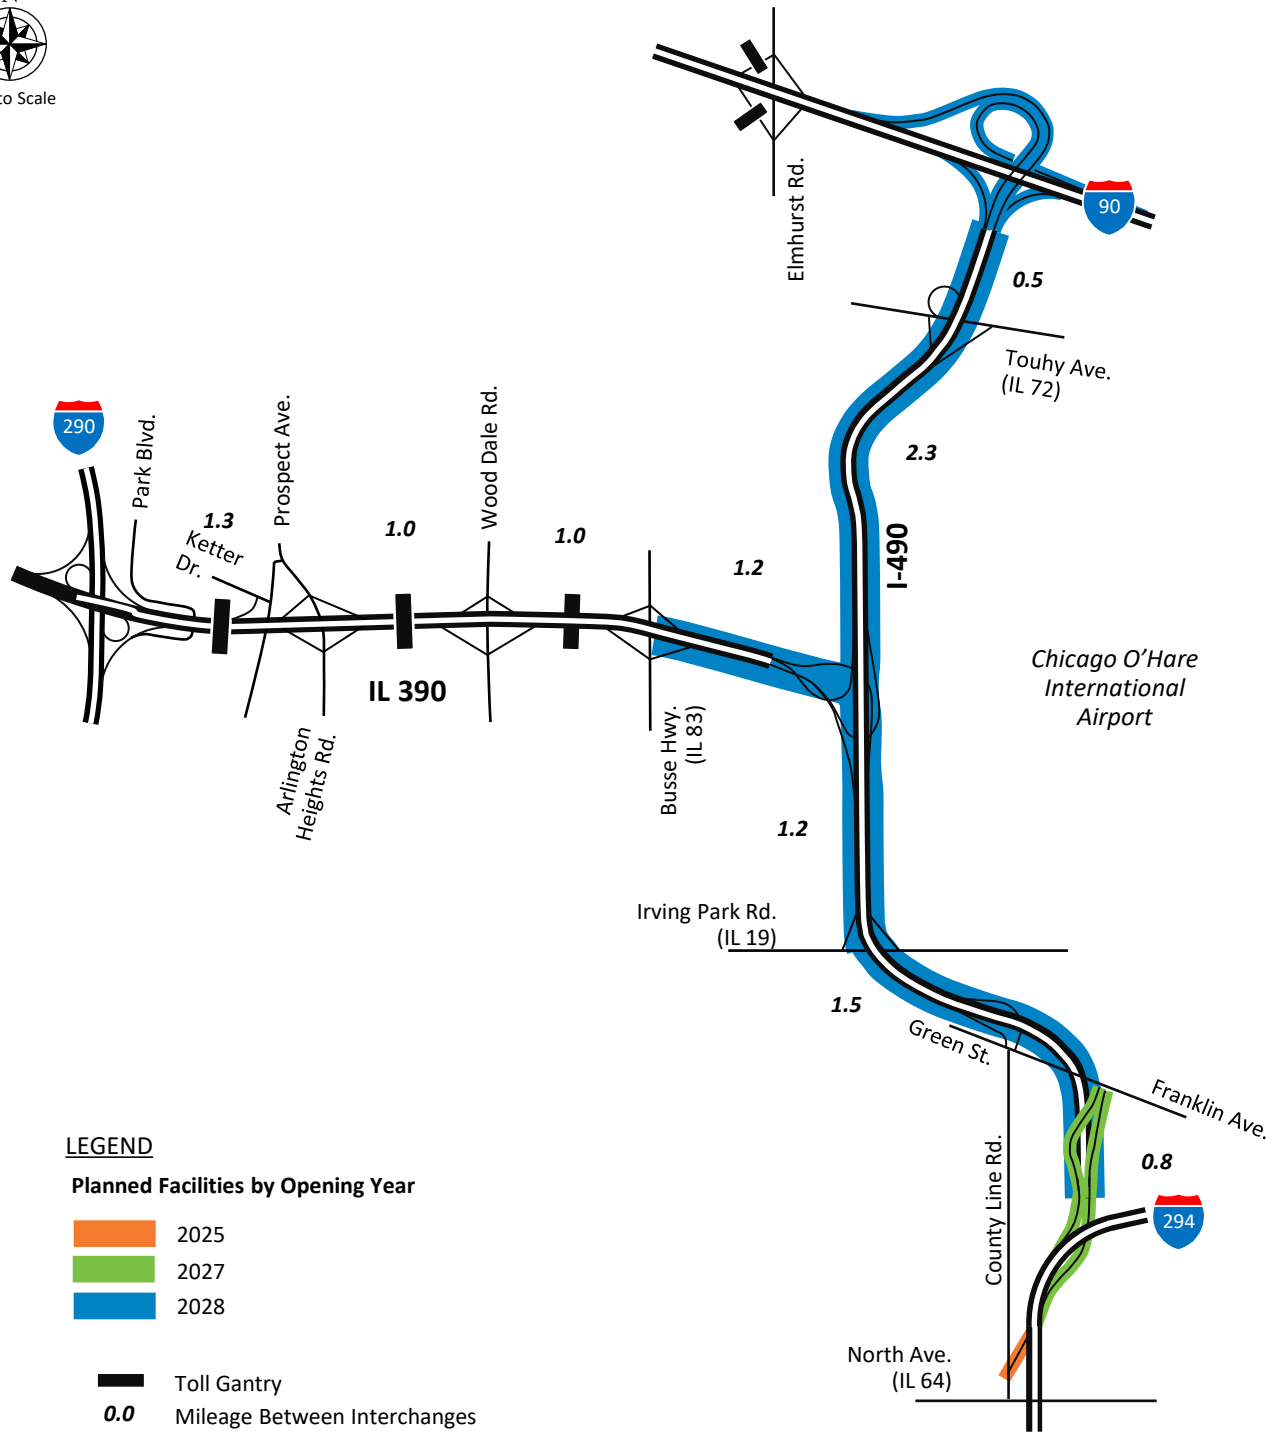 N
to Scale
Elmhurst Rd.
90
0.5
Touhy Ave.
(IL 72)
2.3
290
Park Blvd.
Prospect Ave.
Wood Dale Rd.
1.3
Ketter
Dr.
1.0
1.0
1.2
I-490
IL 390
Chicago O'Hare
International
Airport
Arlington
Heights Rd.
Busse Hwy.
(IL 83)
1.2
Irving Park Rd.
(IL 19)
1.5
Green St.
Franklin Ave.
County Line Rd.
0.8
294
North Ave.
(IL 64)
LEGEND
Planned Facilities by Opening Year
2025
2027
2028
Toll Gantry
0.0 Mileage Between Interchanges